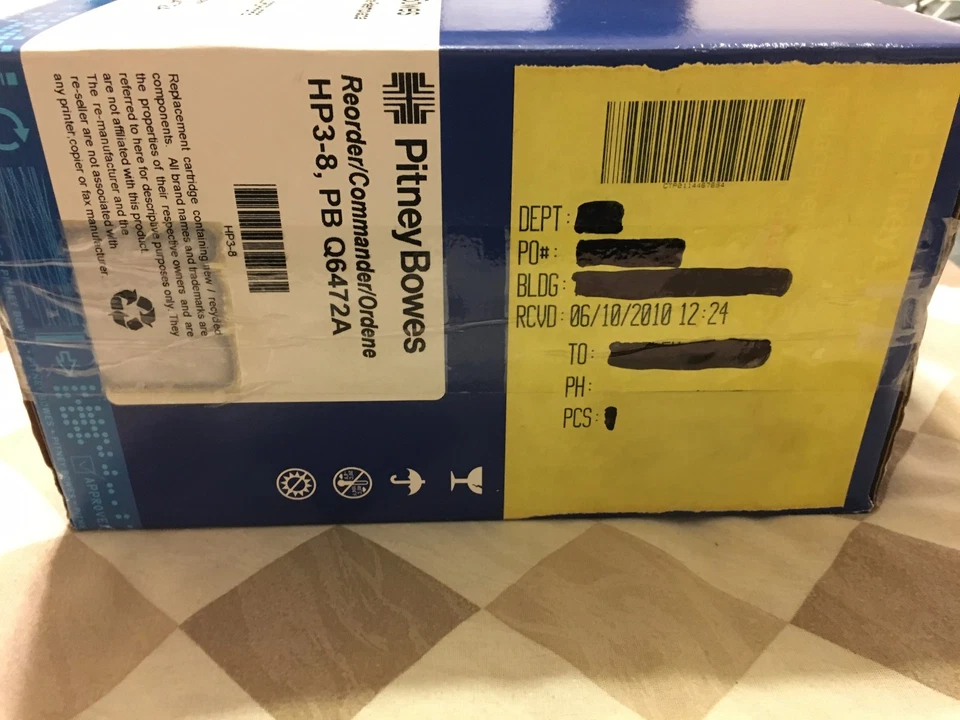 Pitney Bowes
Reorder/Commander/Ordene
HP3-8, PB Q6472A
HP3-8
Replacement cartridge containing new / recycled
components. All brand names and trademarks are
the properties of their respective owners and are
referred to here for descriptive purposes only. They
are not affiliated with this product.
The re-manufacturer and the
re-seller are not associated with
any printer,copier or fax manufacturer
APPROVE
DEPT:
PO#:
BLDG:
RCVD: 06/10/2010 12:24
TO:
PH:
PCS: